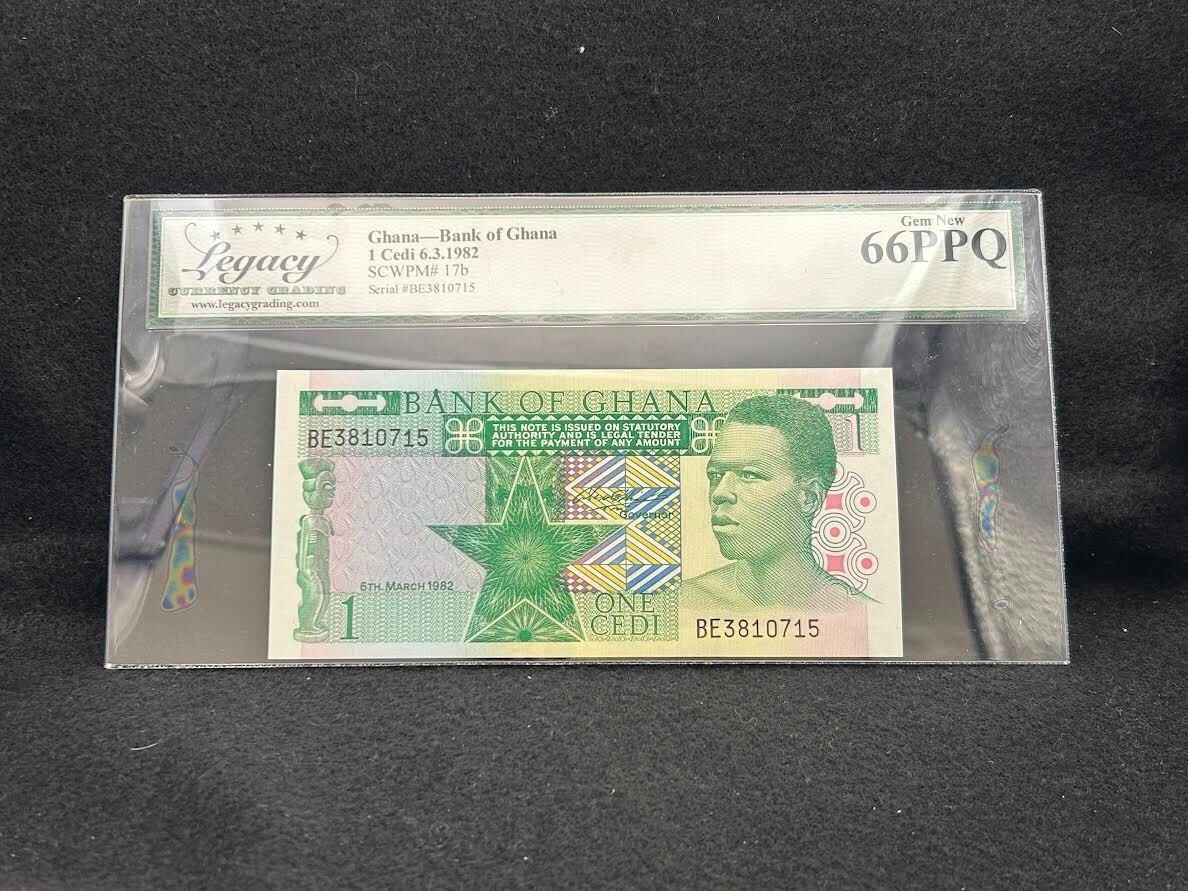 Legacy
CURRENCY GRADING
www.legacygrading.com
Ghana—Bank of Ghana
1 Cedi 6.3.1982
SCWPM# 17b
Serial #BE3810715
Gem New
66PPQ
BANK OF GHANA
BE3810715
THIS NOTE IS ISSUED ON STATUTORY
AUTHORITY AND IS LEGAL TENDER
FOR THE PAYMENT OF ANY AMOUNT
1
Governor
6TH. MARCH 1982
1
ONE
CEDI
BE3810715